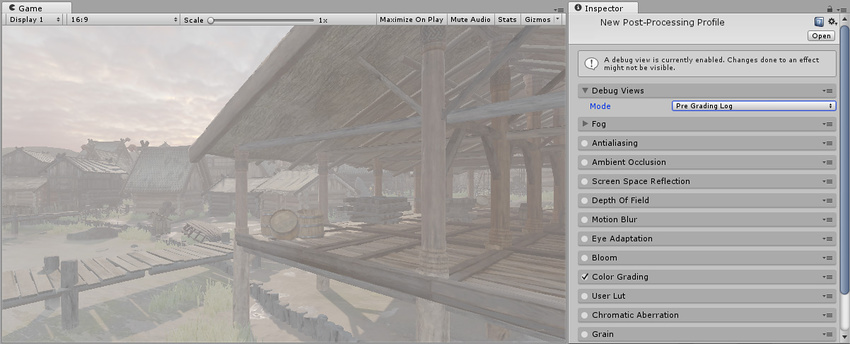 Game
Display 1
16:9
Scale
1x
Maximize On Play
Mute Audio
Stats
Gizmos
Inspector
New Post-Processing Profile
Open
A debug view is currently enabled. Changes done to an effect
might not be visible.
Debug Views
Mode
Pre Grading Log
Fog
Antialiasing
Ambient Occlusion
Screen Space Reflection
Depth Of Field
Motion Blur
Eye Adaptation
Bloom
Color Grading
User Lut
Chromatic Aberration
Grain